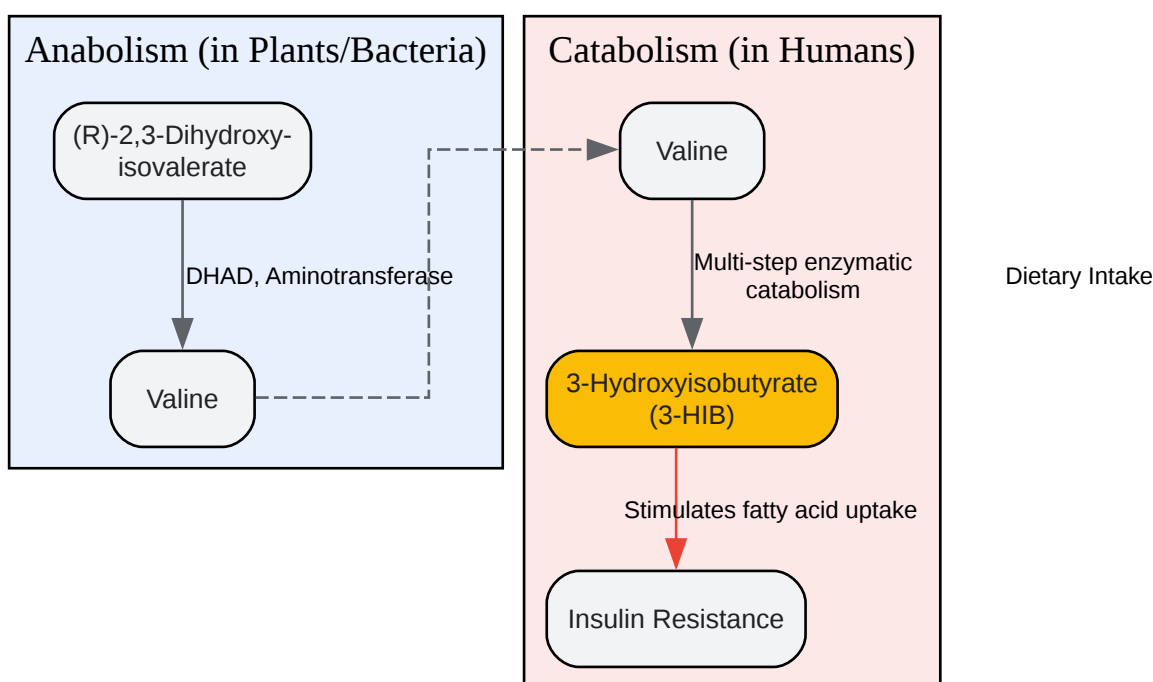 Anabolism (in Plants/Bacteria)
(R)-2,3-Dihydroxy-
isovalerate
DHAD, Aminotransferase
Valine
Catabolism (in Humans)
Valine
Multi-step enzymatic
catabolism
3-Hydroxyisobutyrate
(3-HIB)
Stimulates fatty acid uptake
Insulin Resistance
Dietary Intake